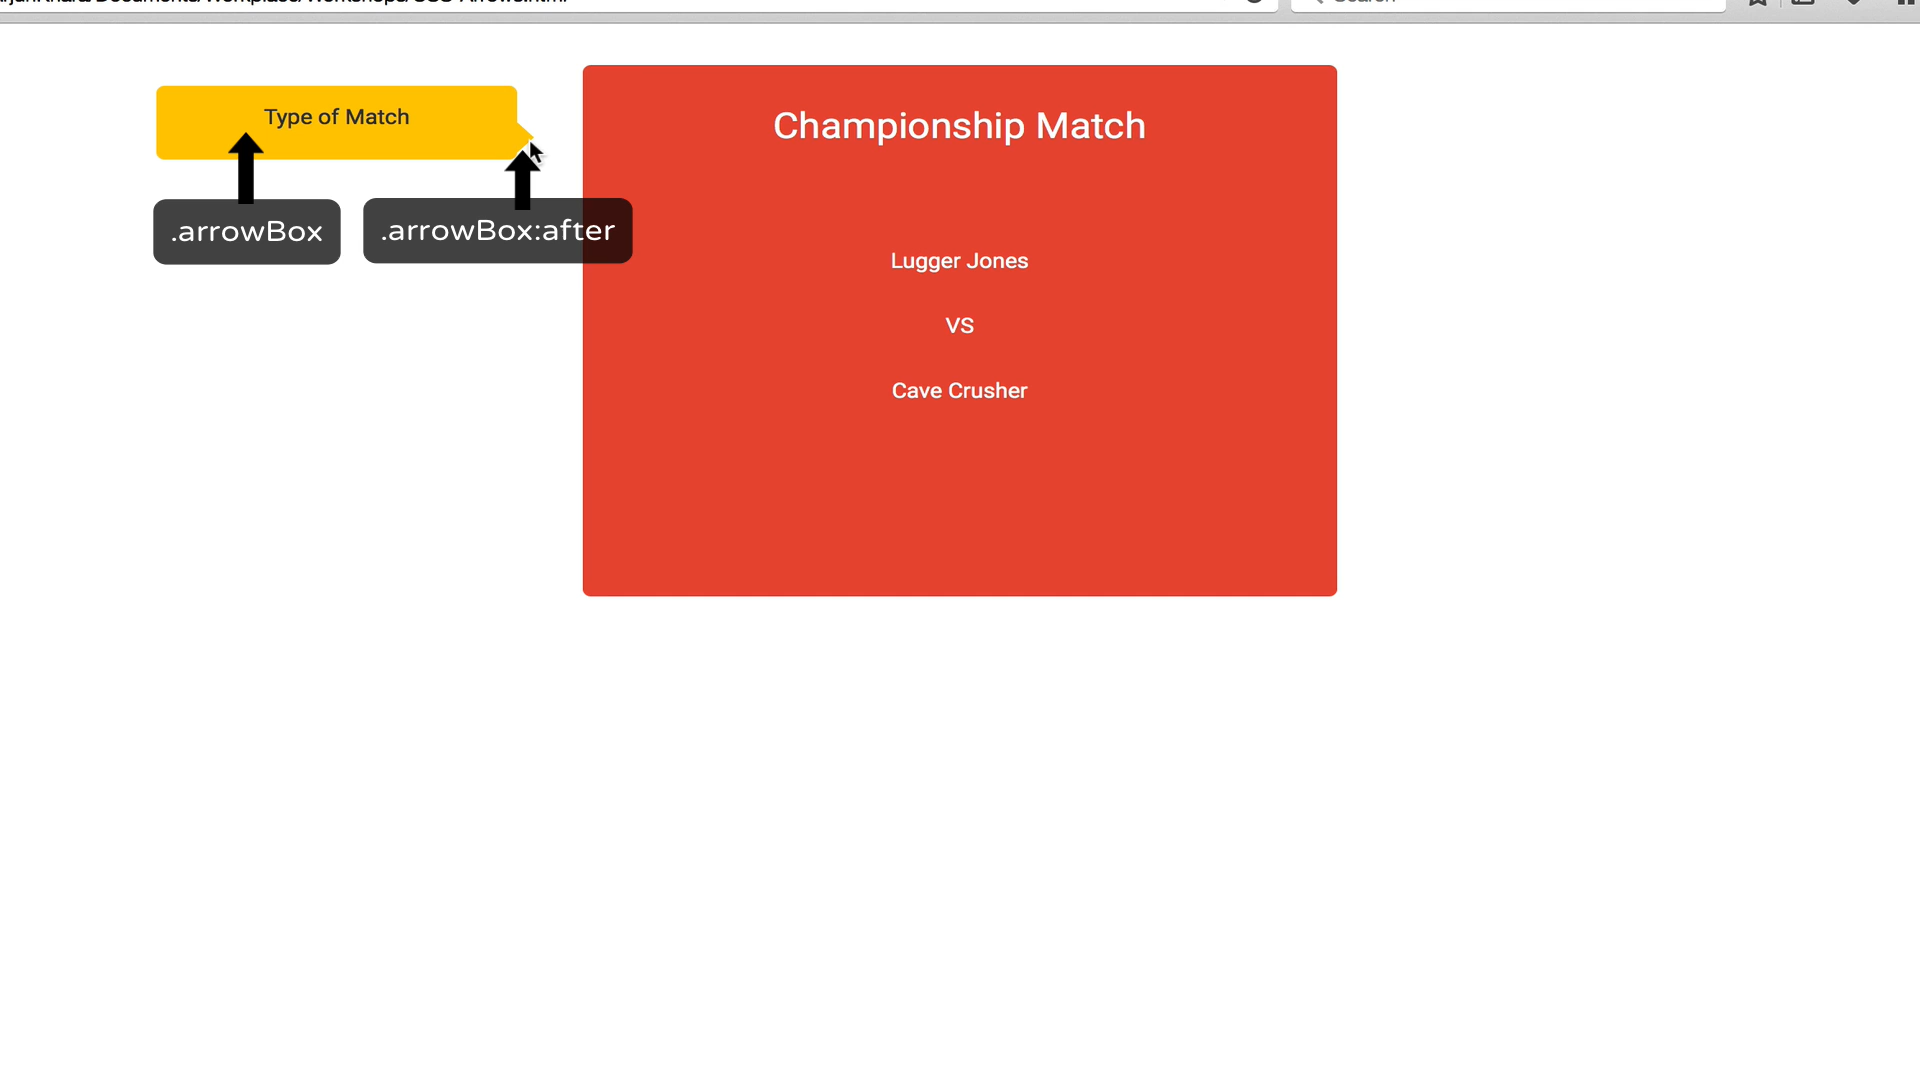 Type of Match
.arrowBox
.arrowBox:after
Championship Match
Lugger Jones
VS
Cave Crusher